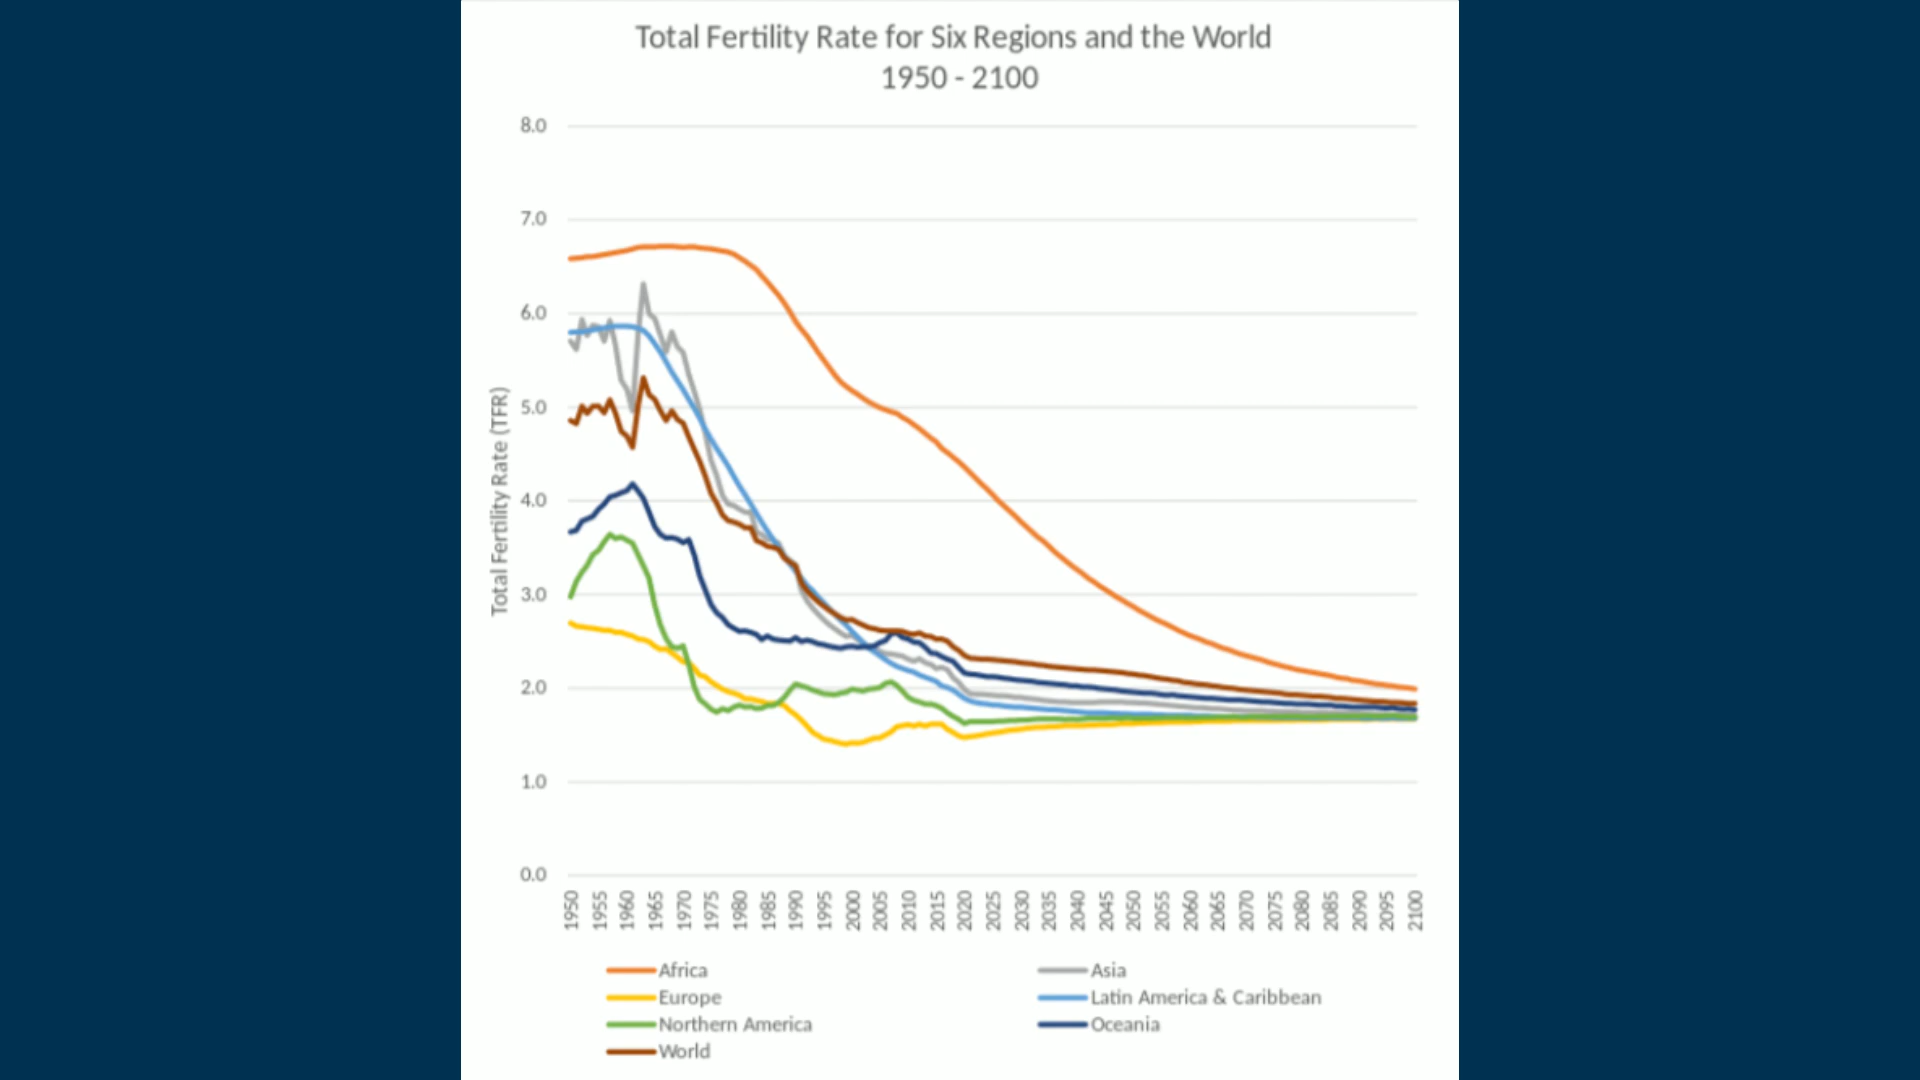 Total Fertility Rate for Six Regions and the World
1950 - 2100
8.0
7.0
6.0
5.0
4.0
3.0
2.0
1.0
0.0
Total Fertility Rate (TFR)
1950 1955 1960 1965 1970 1975 1980 1985 1990 1995 2000 2005 2010 2015 2020 2025 2030 2035 2040 2045 2050 2055 2060 2065 2070 2075 2080 2085 2090 2095 2100
Africa Asia
Europe Latin America & Caribbean
Northern America Oceania
World